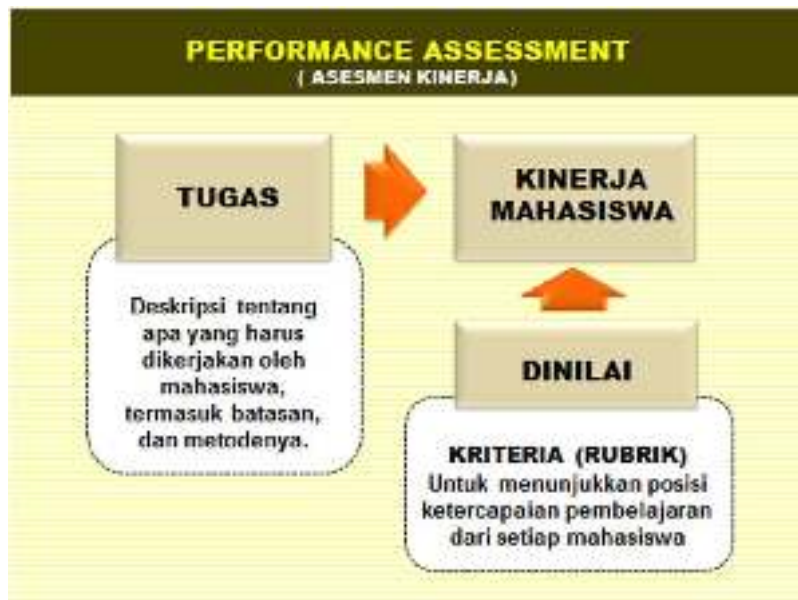 PERFORMANCE ASSESSMENT
( ASESMEN KINERJA)
TUGAS
Deskripsi tentang
apa yang harus
dikerjakan oleh
mahasiswa,
termasuk batasan,
dan metodenya.
KINERJA
MAHASISWA
DINILAI
KRITERIA (RUBRIK)
Untuk menunjukkan posisi
ketercapaian pembelajaran
dari setiap mahasiswa